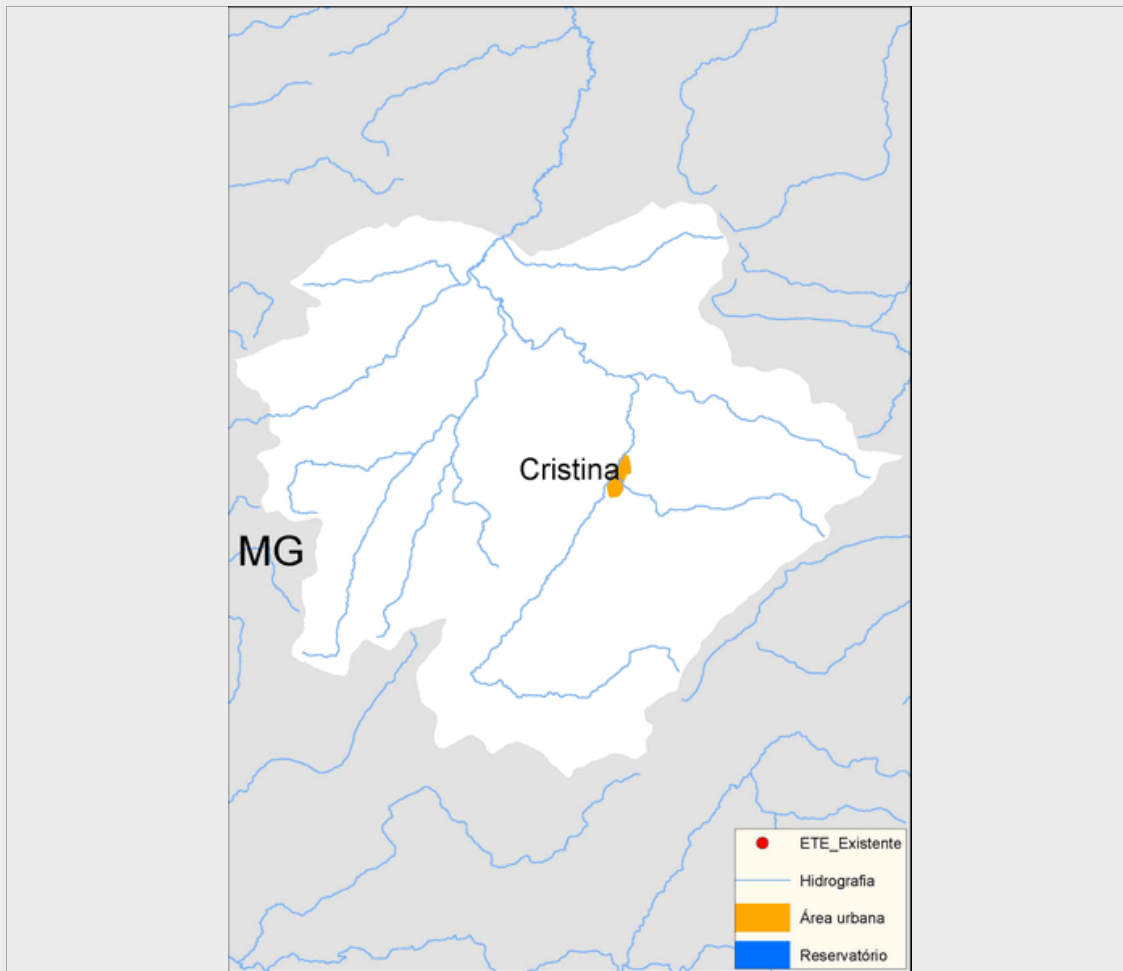 Cristina
MG
ETE_Existente
Hidrografia
Área urbana
Reservatório